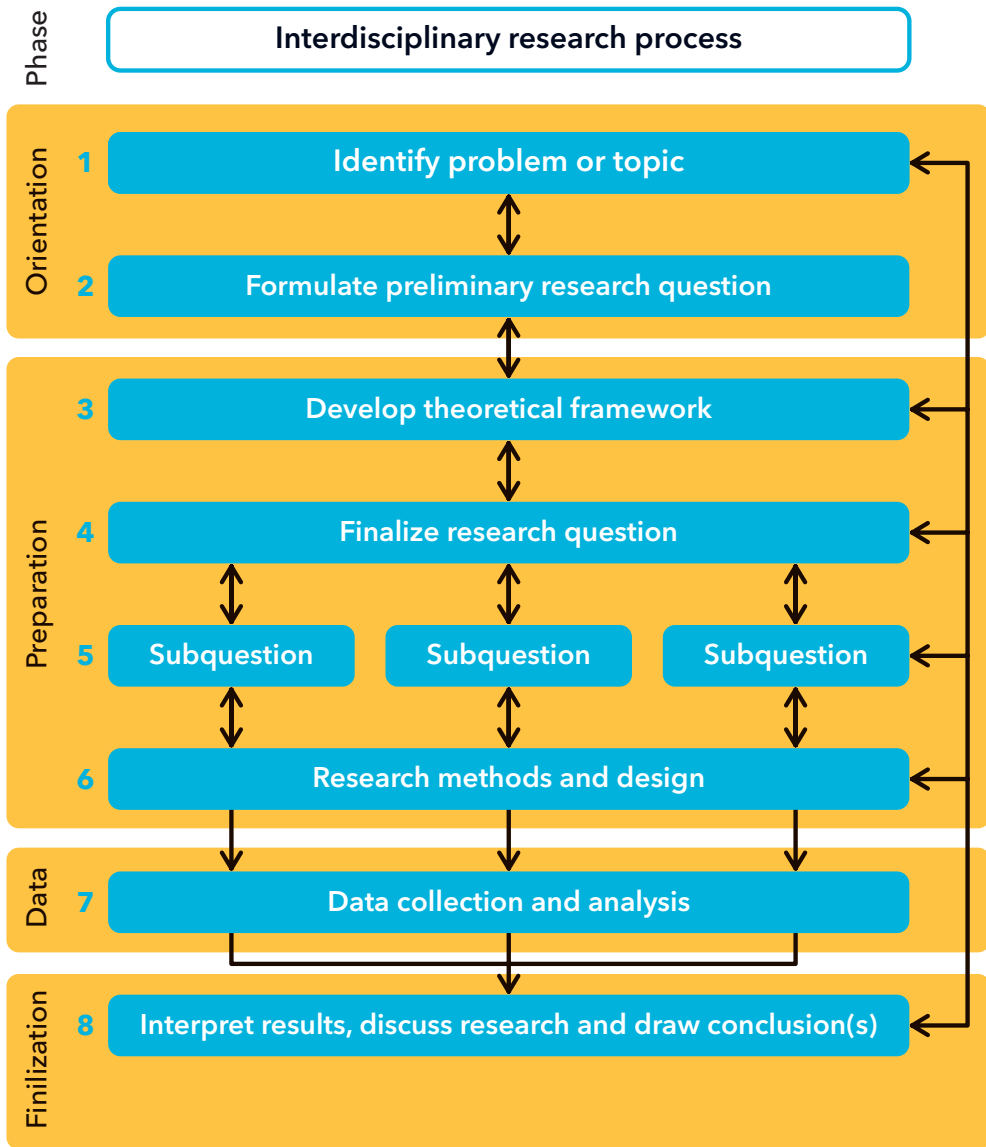 Phase
Interdisciplinary research process
Orientation
1
Identify problem or topic
2
Formulate preliminary research question
Preparation
3
Develop theoretical framework
4
Finalize research question
5
Subquestion
Subquestion
Subquestion
6
Research methods and design
Data
7
Data collection and analysis
Finilization
8
Interpret results, discuss research and draw conclusion(s)